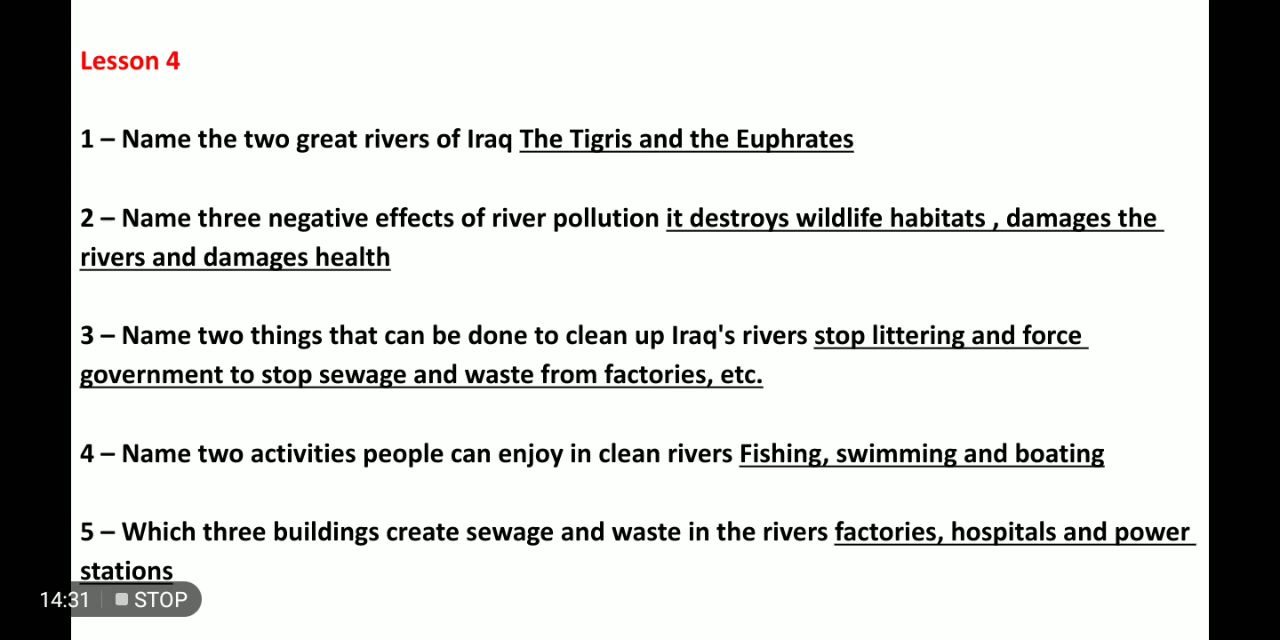 Lesson 4
1 – Name the two great rivers of Iraq The Tigris and the Euphrates
2 – Name three negative effects of river pollution it destroys wildlife habitats , damages the
rivers and damages health
3 – Name two things that can be done to clean up Iraq's rivers stop littering and force
government to stop sewage and waste from factories, etc.
4 – Name two activities people can enjoy in clean rivers Fishing, swimming and boating
5 – Which three buildings create sewage and waste in the rivers factories, hospitals and power
stations
14:31 STOP